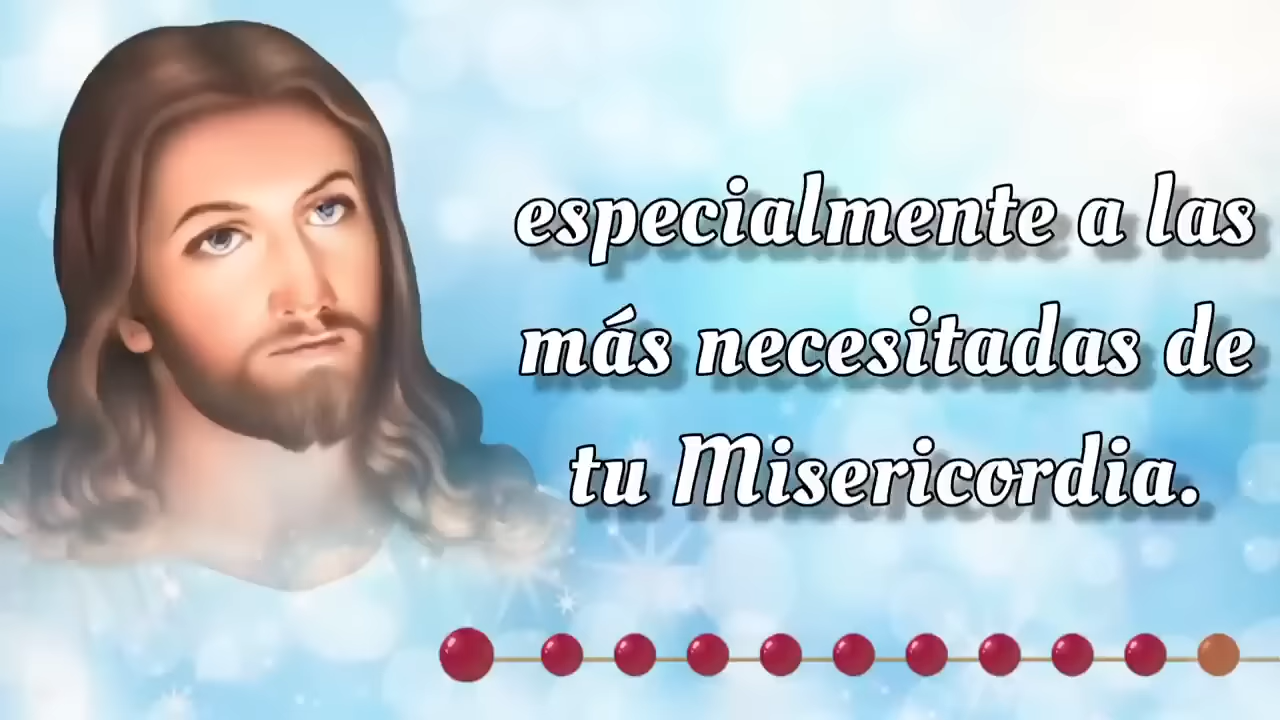 especialmente a las
más necesitadas de
tu Misericordia.